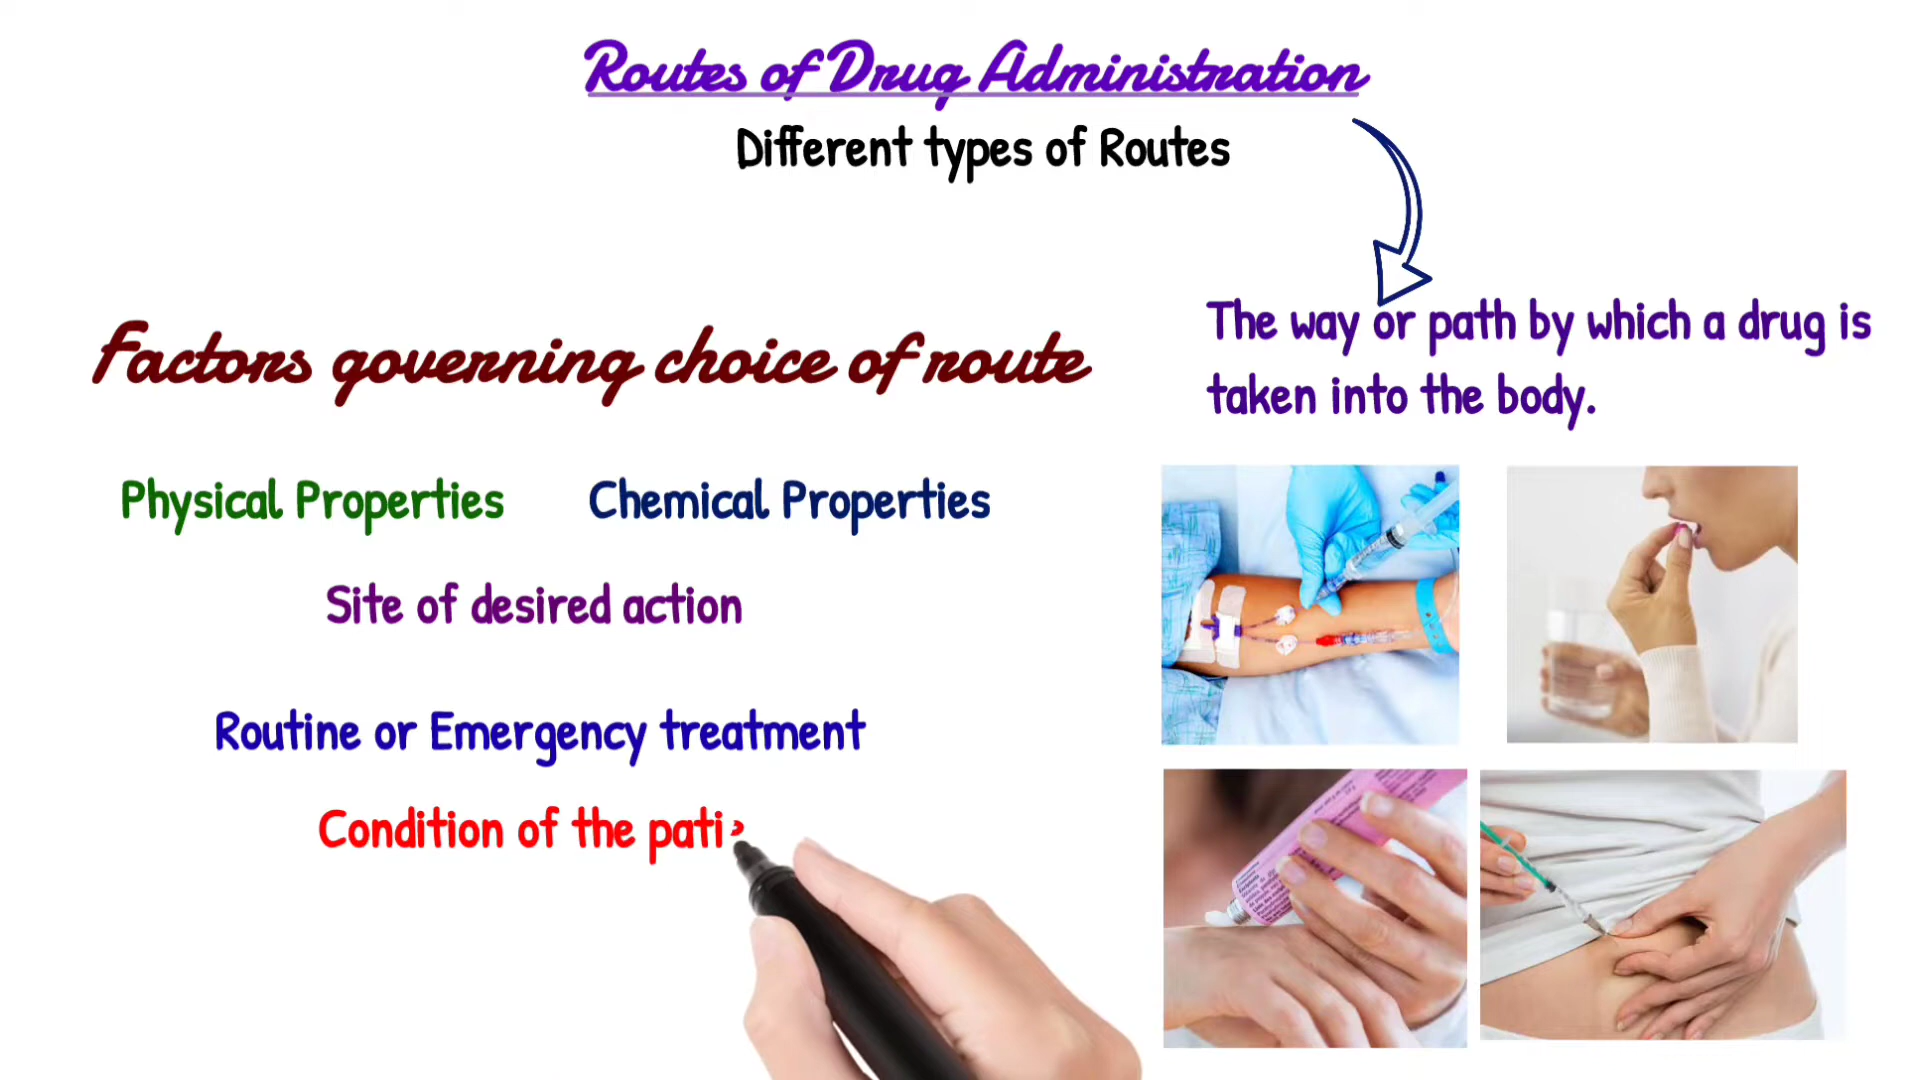 Routes of Drug Administration
Different types of Routes
The way or path by which a drug is
taken into the body.
Factors governing choice of route
Physical Properties
Chemical Properties
Site of desired action
Routine or Emergency treatment
Condition of the pati